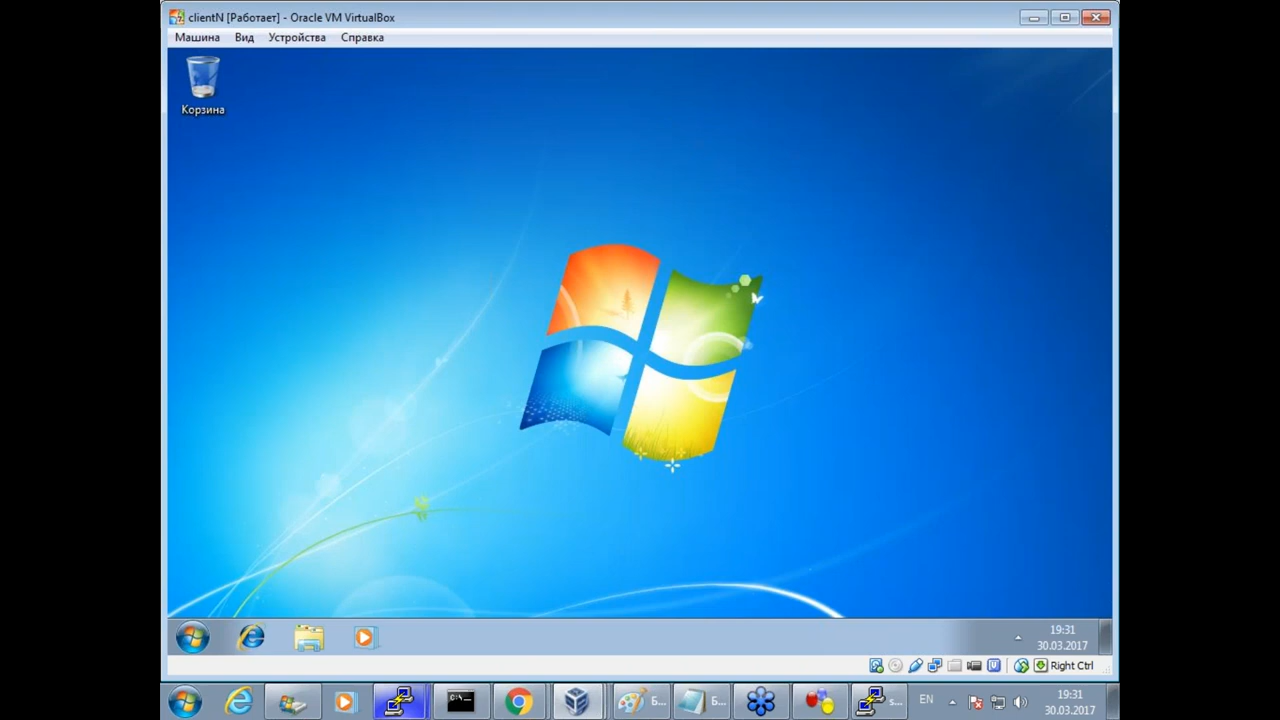 clientN [Работает] - Oracle VM VirtualBox
Машина Вид Устройства Справка
Корзина
19:31
30.03.2017
Right Ctrl
C:\...
Б...
Б...
s...
EN
19:31
30.03.2017